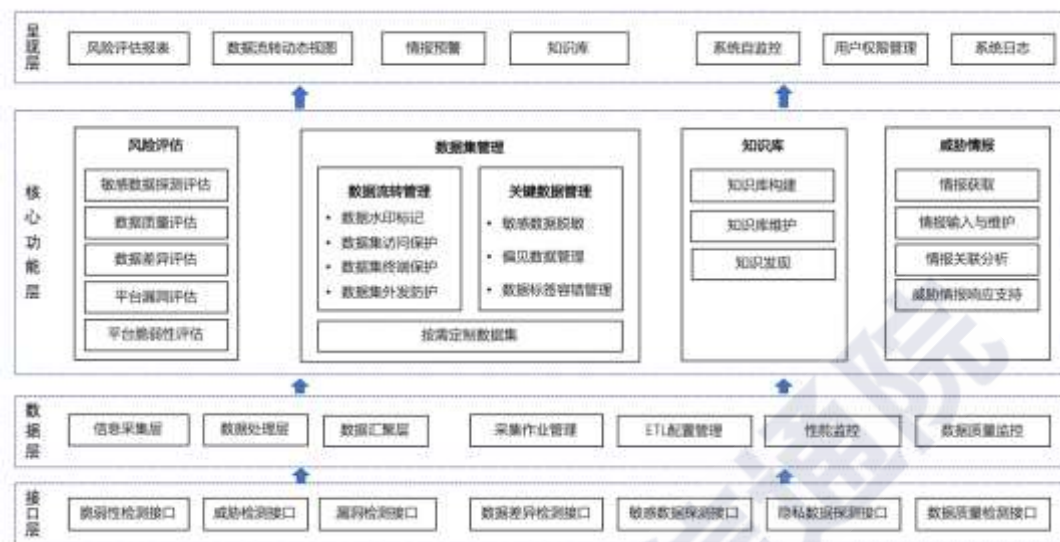 呈现层
风险评估报表
数据流转动态视图
情报预警
知识库
系统自监控
用户权限管理
系统日志
核心功能层
风险评估
敏感数据探测评估
数据质量评估
数据差异评估
平台漏洞评估
平台脆弱性评估
数据集管理
数据流转管理
• 数据水印标记
• 数据集访问保护
• 数据集终端保护
• 数据集外发防护
关键数据管理
• 敏感数据脱敏
• 偏见数据管理
• 数据标签容错管理
按需定制数据集
知识库
知识库构建
知识库维护
知识发现
威胁情报
情报获取
情报输入与维护
情报关联分析
威胁情报响应支持
数据层
信息采集层
数据处理层
数据汇聚层
采集作业管理
ETL配置管理
性能监控
数据质量监控
接口层
脆弱性检测接口
威胁检测接口
漏洞检测接口
数据差异检测接口
敏感数据探测接口
隐私数据探测接口
数据质量检测接口
信通院